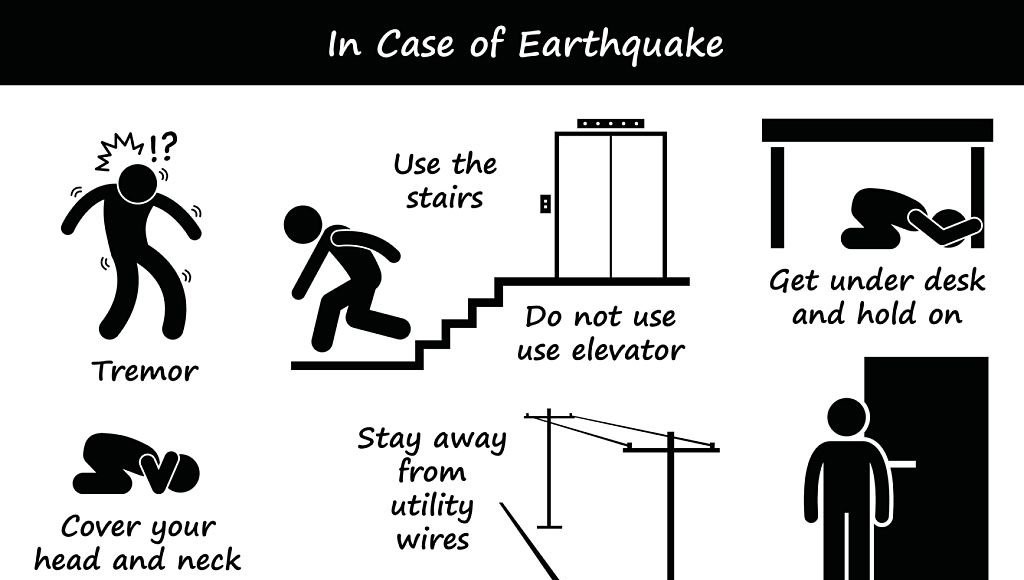 In Case of Earthquake
!?
Tremor
Use the
stairs
Do not use
use elevator
Get under desk
and hold on
Cover your
head and neck
Stay away
from
utility
wires